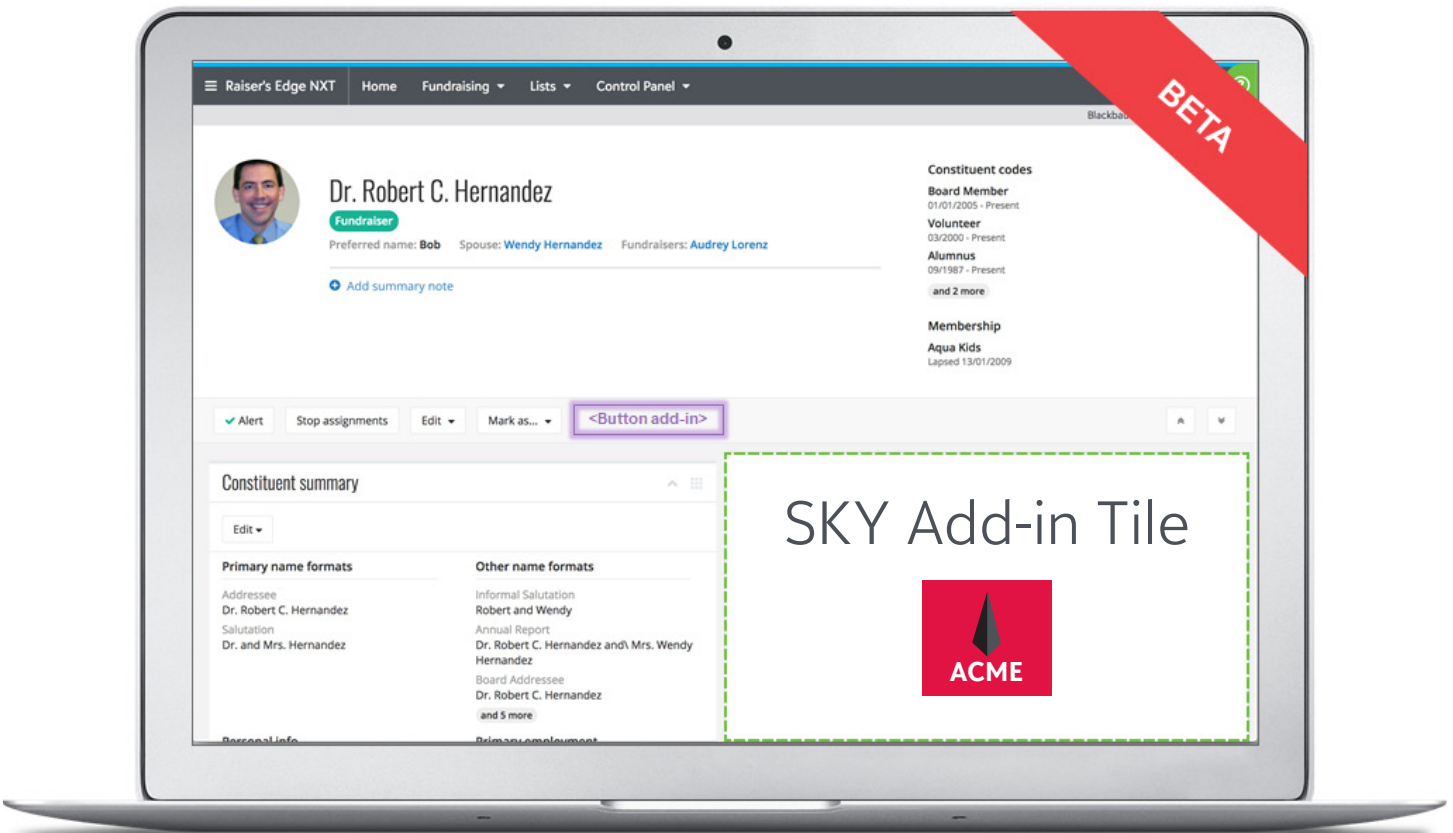 BETA
Raiser's Edge NXT Home Fundraising Lists Control Panel
Dr. Robert C. Hernandez
Fundraiser
Preferred name: Bob Spouse: Wendy Hernandez Fundraisers: Audrey Lorenz
Add summary note
Constituent codes
Board Member
01/01/2005 - Present
Volunteer
03/2000 - Present
Alumnus
09/1987 - Present
and 2 more
Membership
Aqua Kids
Lapsed 13/01/2009
Alert Stop assignments Edit Mark as... <Button add-in>
Constituent summary
Edit
Primary name formats
Addressee
Dr. Robert C. Hernandez
Salutation
Dr. and Mrs. Hernandez
Other name formats
Informal Salutation
Robert and Wendy
Annual Report
Dr. Robert C. Hernandez and\ Mrs. Wendy
Hernandez
Board Addressee
Dr. Robert C. Hernandez
and 5 more
Personal info
Primary employment
SKY Add-in Tile
ACME